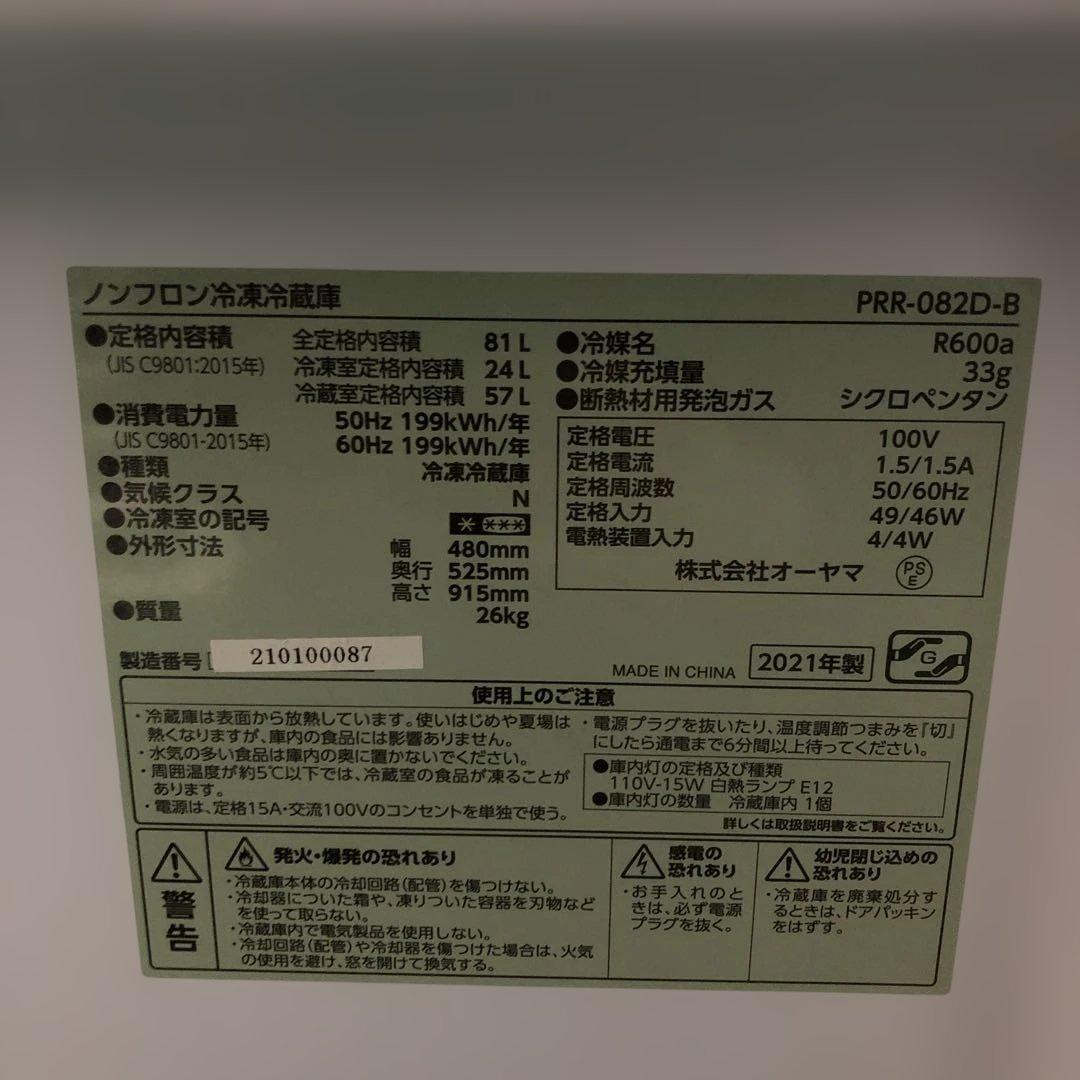 ノンフロン冷凍冷蔵庫 PRR-082D-B
●定格内容積 全定格内容積 81 L
(JIS C9801:2015年) 冷凍室定格内容積 24 L
冷蔵室定格内容積 57 L
●消費電力量 50Hz 199kWh/年
(JIS C9801-2015年) 60Hz 199kWh/年
●種類 冷凍冷蔵庫
●気候クラス N
●冷凍室の記号 * ***
●外形寸法 幅 480mm
奥行 525mm
高さ 915mm
●質量 26kg
●冷媒名 R600a
●冷媒充填量 33g
●断熱材用発泡ガス シクロペンタン
定格電圧 100V
定格電流 1.5/1.5A
定格周波数 50/60Hz
定格入力 49/46W
電熱装置入力 4/4W
株式会社オーヤマ PS E
製造番号 210100087
MADE IN CHINA 2021年製 G
使用上のご注意
・冷蔵庫は表面から放熱しています。使いはじめや夏場は
熱くなりますが、庫内の食品には影響ありません。
・水気の多い食品は庫内の奥に置かないでください。
・周囲温度が約5℃以下では、冷蔵室の食品が凍ることが
あります。
・電源は、定格15A・交流100Vのコンセントを単独で使う。
・電源プラグを抜いたり、温度調節つまみを『切』
にしたら通電まで6分間以上待ってください。
●庫内灯の定格及び種類
110V-15W 白熱ランプ E12
●庫内灯の数量 冷蔵庫内 1個
詳しくは取扱説明書をご覧ください。
警告
発火・爆発の恐れあり
・冷蔵庫本体の冷却回路(配管)を傷つけない。
・冷却器についた霜や、凍りついた容器を刃物など
を使って取らない。
・冷蔵庫内で電気製品を使用しない。
・冷却回路(配管)や冷却器を傷つけた場合は、火気
の使用を避け、窓を開けて換気する。
感電の
恐れあり
・お手入れのと
きは、必ず電源
プラグを抜く。
幼児閉じ込めの
恐れあり
・冷蔵庫を廃棄処分す
るときは、ドアパッキン
をはずす。